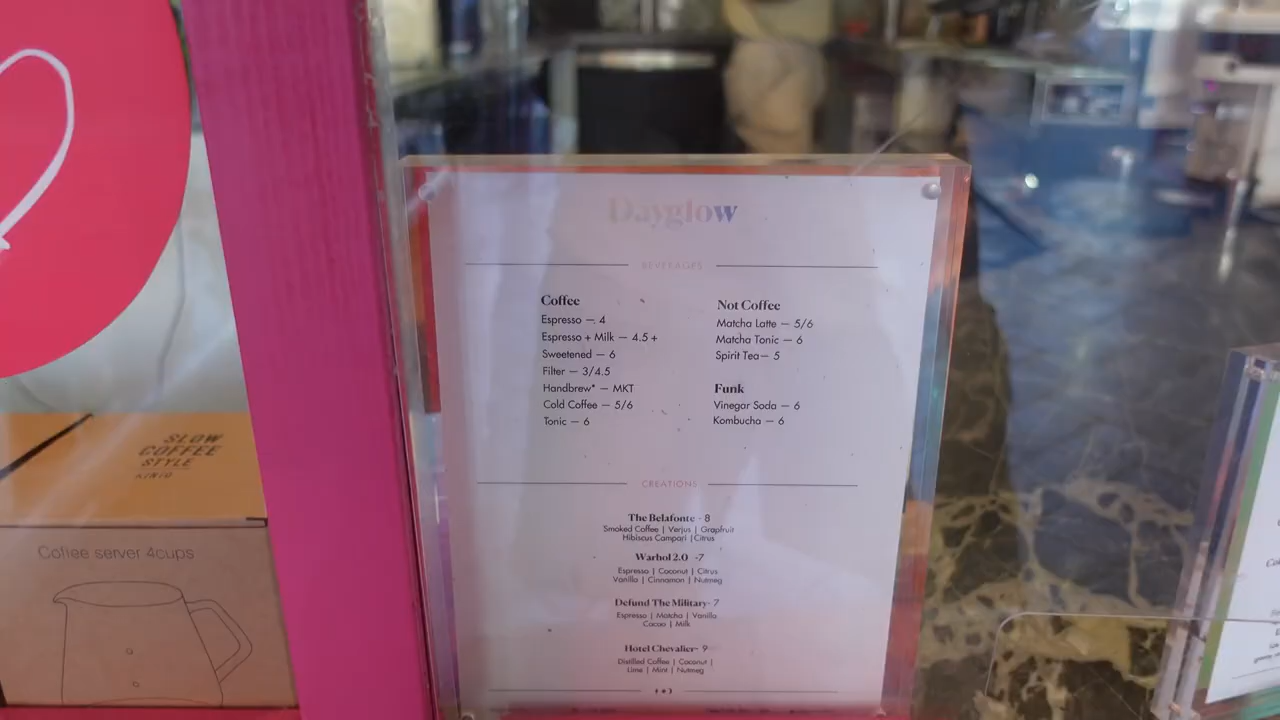 Dayglow
BEVERAGES
Coffee
Espresso — 4
Espresso + Milk — 4.5 +
Sweetened — 6
Filter — 3/4.5
Handbrew* — MKT
Cold Coffee — 5/6
Tonic — 6
Not Coffee
Matcha Latte — 5/6
Matcha Tonic — 6
Spirit Tea— 5
Funk
Vinegar Soda — 6
Kombucha — 6
CREATIONS
The Belafonte - 8
Smoked Coffee | Verjus | Grapfruit
Hibiscus Campari |Citrus
Warhol 2.0 -7
Espresso | Coconut | Citrus
Vanilla | Cinnamon | Nutmeg
Defund The Military- 7
Espresso | Matcha | Vanilla
Cacao | Milk
Hotel Chevalier- 9
Distilled Coffee | Coconut |
Lime | Mint | Nutmeg
SLOW
COFFEE
STYLE
KINTO
Coffee server 4cups